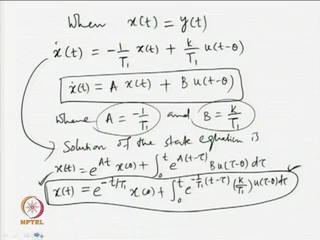 When x(t) = y(t)
ẋ(t) = -1/T₁ x(t) + k/T₁ u(t-θ)
ẋ(t) = A x(t) + B u(t-θ)
Where A = -1/T₁ and B = k/T₁
Solution of the state equation is
x(t) = e^{At} x(0) + ∫₀ᵗ e^{A(t-τ)} B u(τ-θ) dτ
x(t) = e^{-t/T₁} x(0) + ∫₀ᵗ e^{-1/T₁(t-τ)} (k/T₁) u(τ-θ) dτ
NPTEL